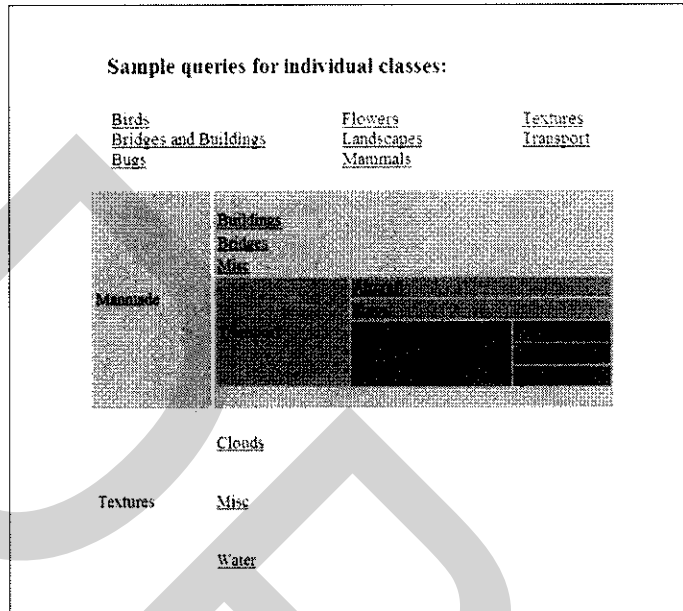 Sample queries for individual classes:
Birds Flowers Textures
Bridges and Buildings Landscapes Transport
Bugs Mammals
Buildings
Bridges
Misc
Manmade
Clouds
Textures Misc
Water